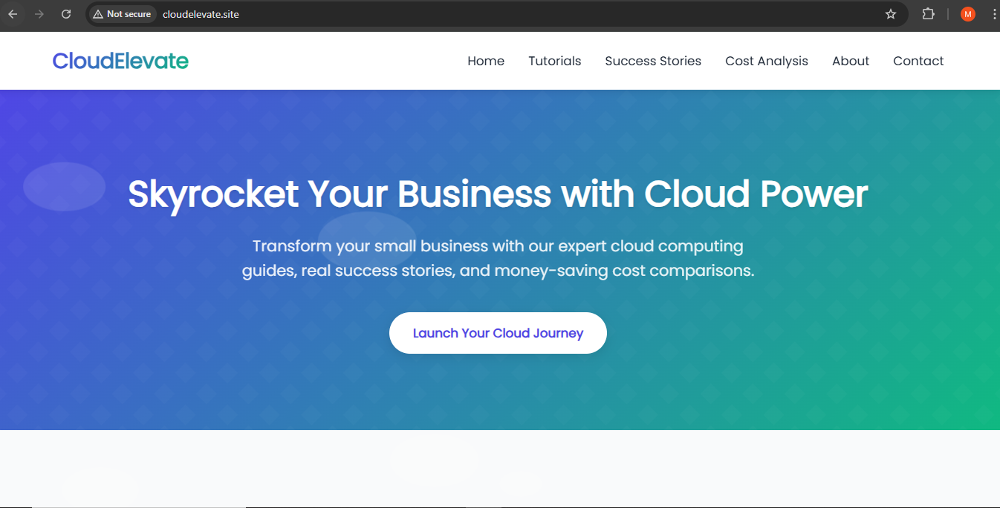 Not secure
cloudelevate.site
M
CloudElevate
Home
Tutorials
Success Stories
Cost Analysis
About
Contact
Skyrocket Your Business with Cloud Power
Transform your small business with our expert cloud computing
guides, real success stories, and money-saving cost comparisons.
Launch Your Cloud Journey